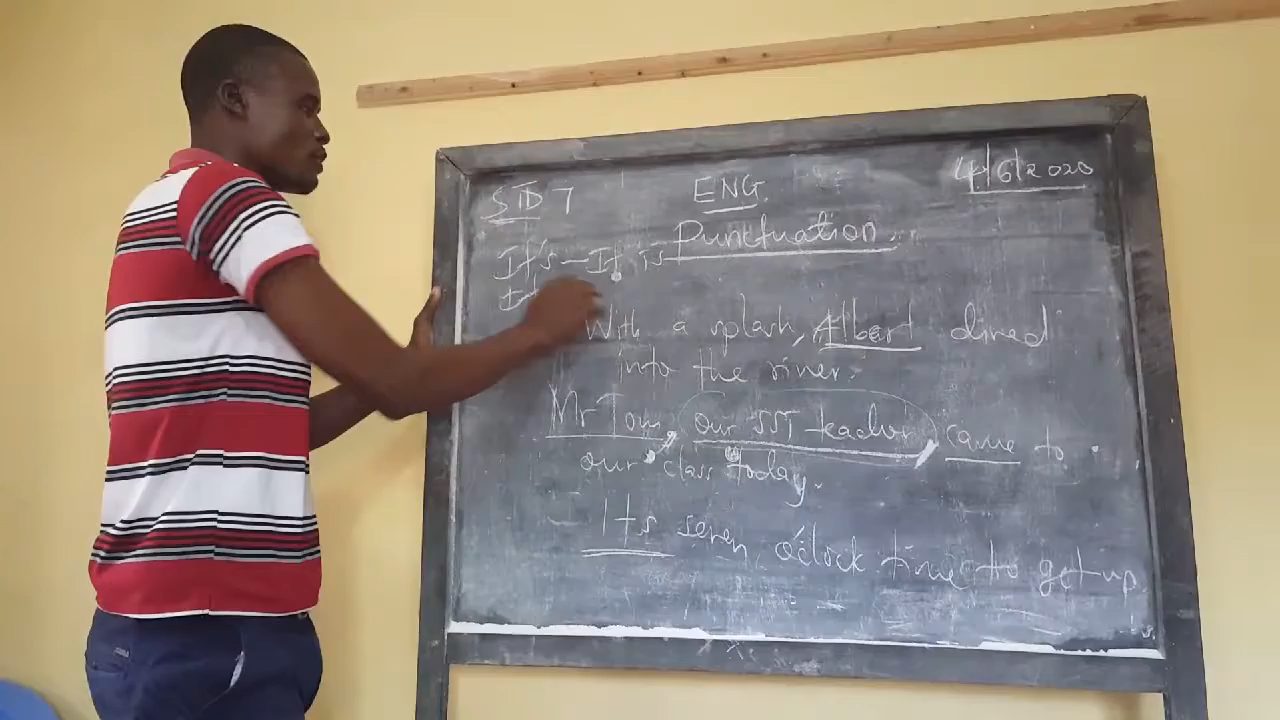 STD 7 ENG. 4/6/2020
Punctuation
It's - It is
With a splash, Albert dived
into the river.
Mr Tom, our SST teacher, came to
our class today.
Its seven o'clock time to get up